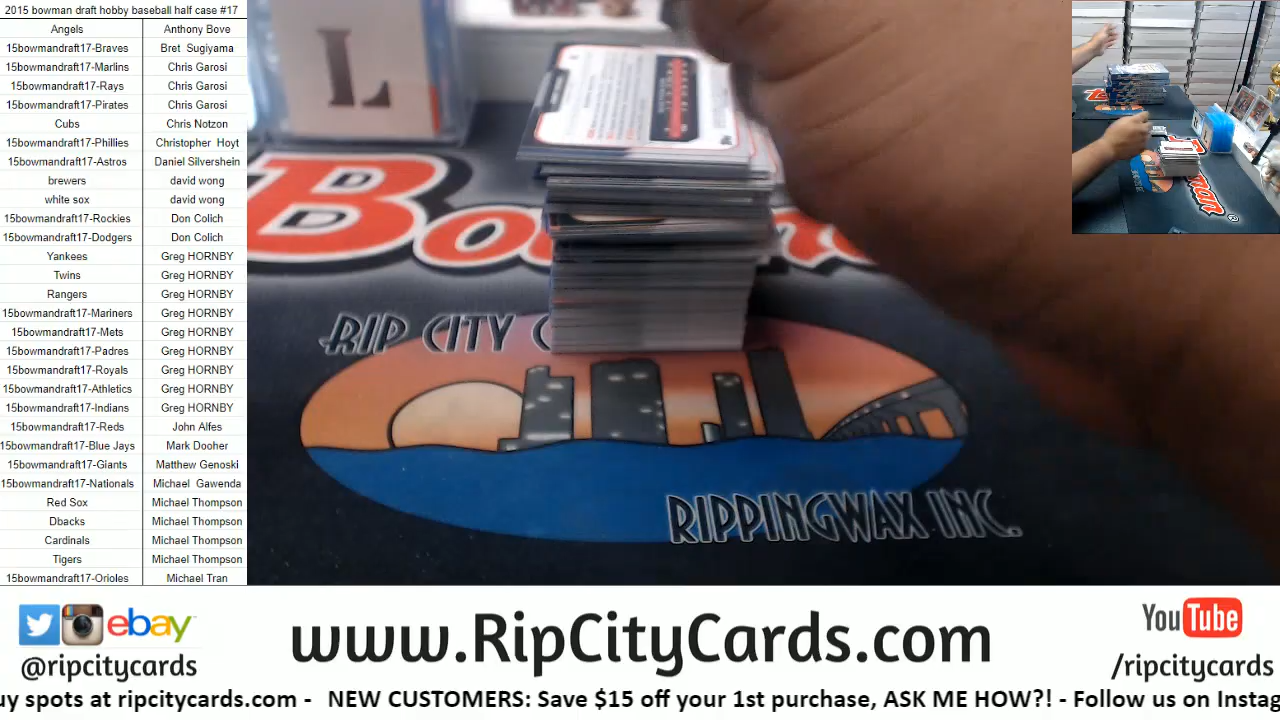 2015 bowman draft hobby baseball half case #17
Angels Anthony Bove
15bowmandraft17-Braves Bret Sugiyama
15bowmandraft17-Marlins Chris Garosi
15bowmandraft17-Rays Chris Garosi
15bowmandraft17-Pirates Chris Garosi
Cubs Chris Notzon
15bowmandraft17-Phillies Christopher Hoyt
15bowmandraft17-Astros Daniel Silvershein
brewers david wong
white sox david wong
15bowmandraft17-Rockies Don Colich
15bowmandraft17-Dodgers Don Colich
Yankees Greg HORNBY
Twins Greg HORNBY
Rangers Greg HORNBY
15bowmandraft17-Mariners Greg HORNBY
15bowmandraft17-Mets Greg HORNBY
15bowmandraft17-Padres Greg HORNBY
15bowmandraft17-Royals Greg HORNBY
15bowmandraft17-Athletics Greg HORNBY
15bowmandraft17-Indians Greg HORNBY
15bowmandraft17-Reds John Alfes
15bowmandraft17-Blue Jays Mark Dooher
15bowmandraft17-Giants Matthew Genoski
15bowmandraft17-Nationals Michael Gawenda
Red Sox Michael Thompson
Dbacks Michael Thompson
Cardinals Michael Thompson
Tigers Michael Thompson
15bowmandraft17-Orioles Michael Tran
L
RIP CITY C
RIPPINGWAX INC.
ebay
@ripcitycards
www.RipCityCards.com
YouTube
/ripcitycards
uy spots at ripcitycards.com - NEW CUSTOMERS: Save $15 off your 1st purchase, ASK ME HOW?! - Follow us on Instag